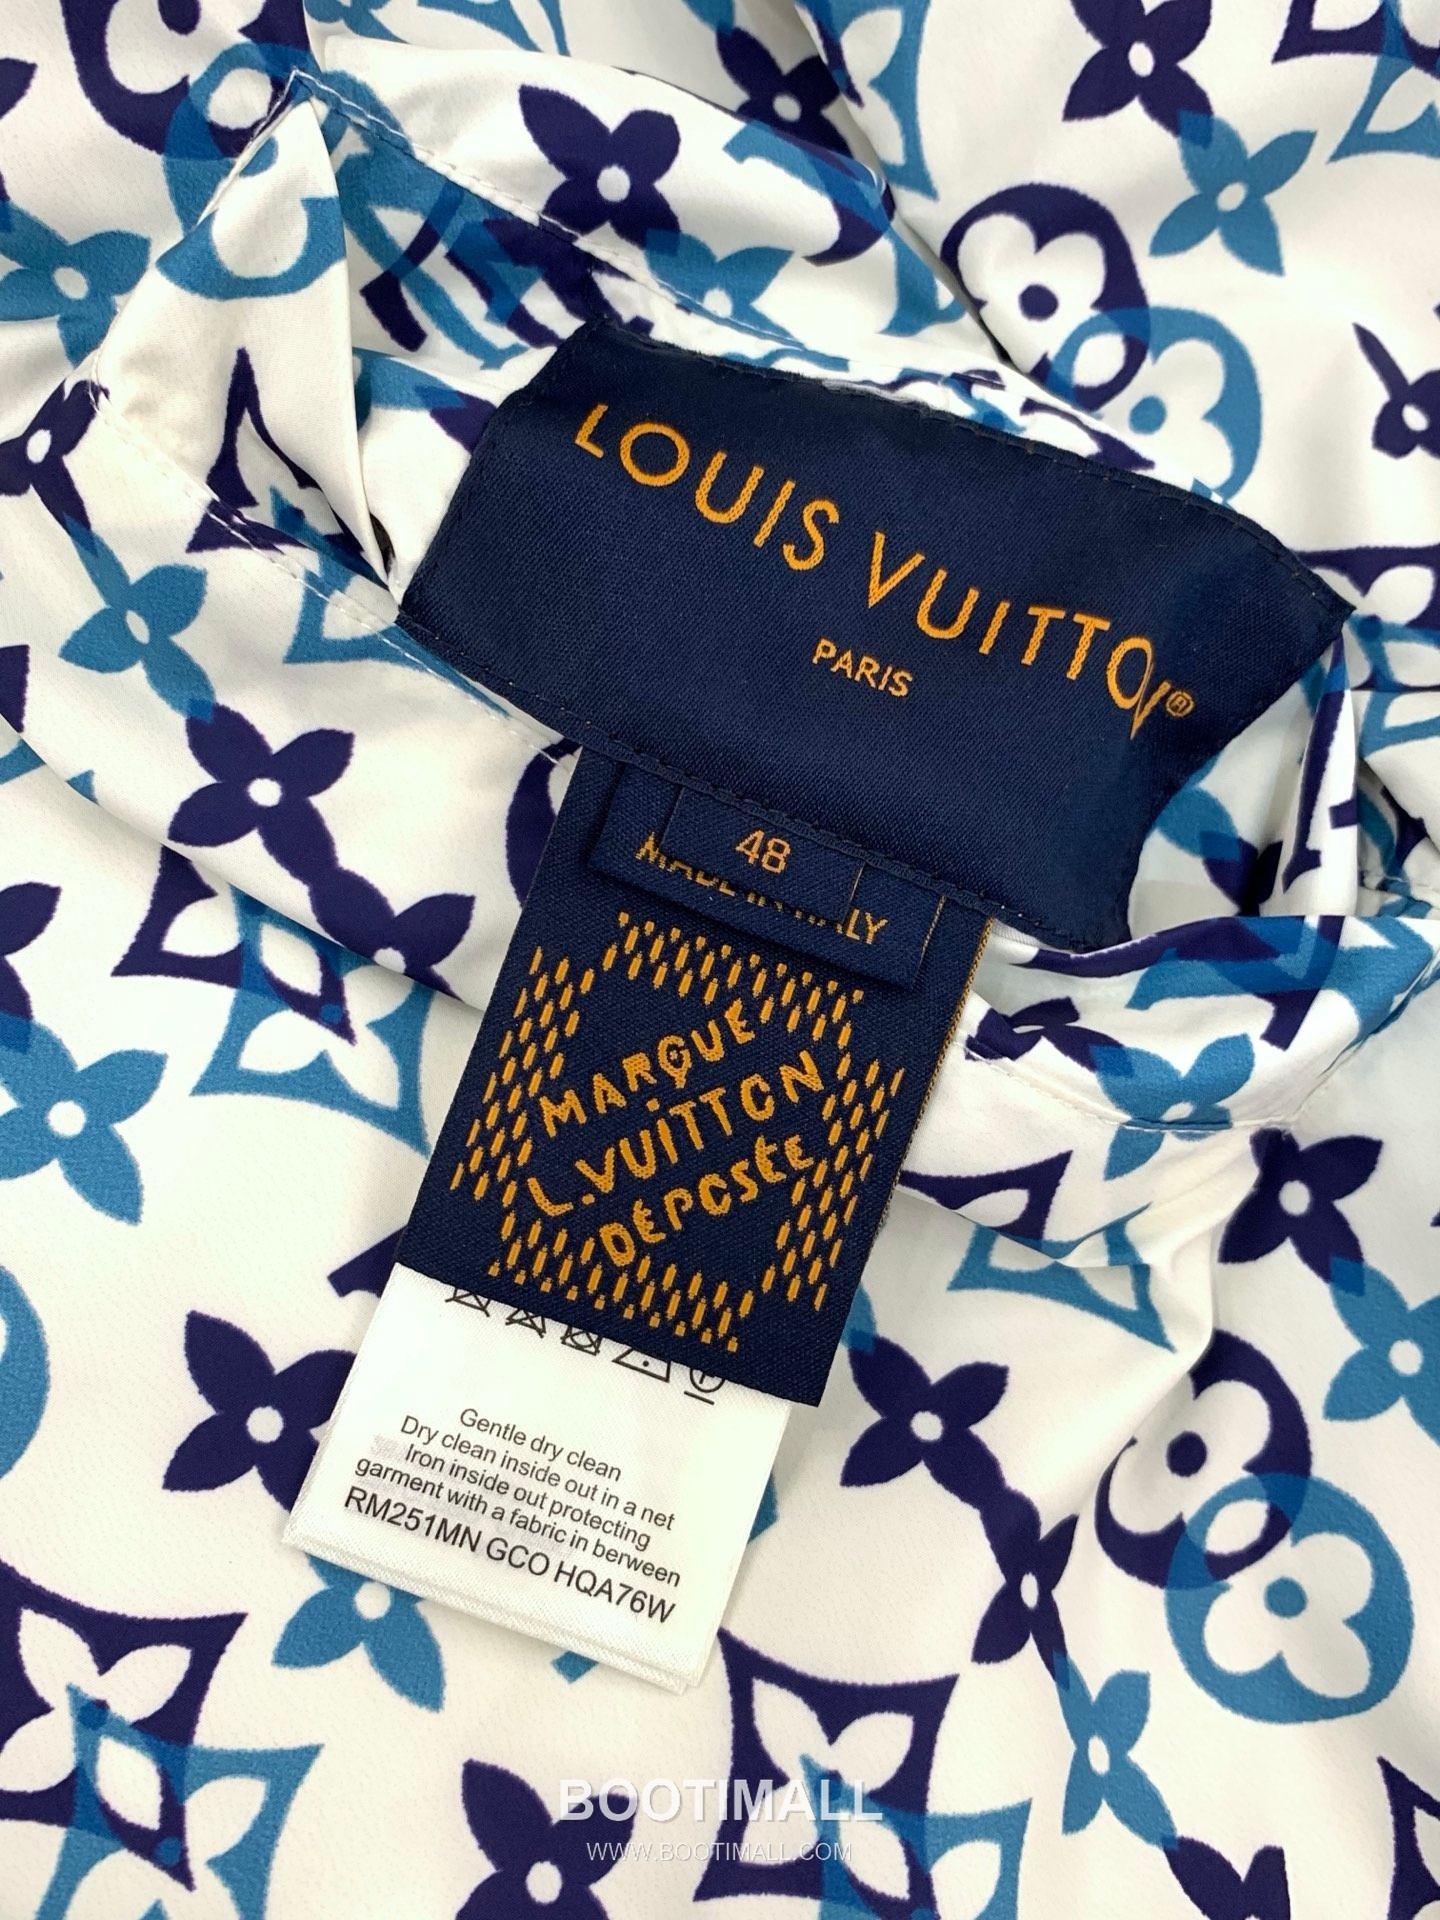 LOUIS VUITTON®
PARIS
48
MADE IN ITALY
MARQUE
L.VUITTON
DÉPOSÉE
Gentle dry clean
Dry clean inside out in a net
Iron inside out protecting
garment with a fabric in berween
RM251MN GCO HQA76W
BOOTIMALL
WWW.BOOTIMALL.COM